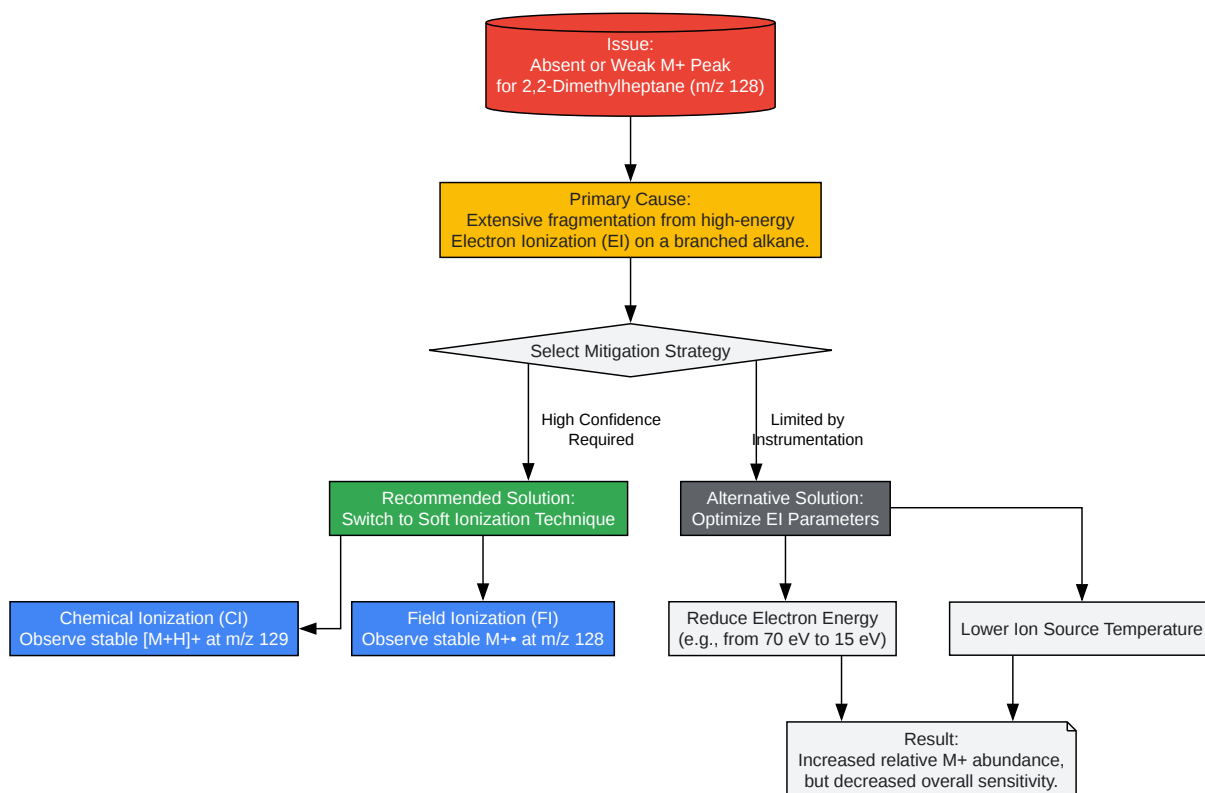 Issue:
Absent or Weak M+ Peak
for 2,2-Dimethylheptane (m/z 128)
Primary Cause:
Extensive fragmentation from high-energy
Electron Ionization (EI) on a branched alkane.
Select Mitigation Strategy
High Confidence
Required
Limited by
Instrumentation
Recommended Solution:
Switch to Soft Ionization Technique
Alternative Solution:
Optimize EI Parameters
Chemical Ionization (CI)
Observe stable [M+H]+ at m/z 129
Field Ionization (FI)
Observe stable M+• at m/z 128
Reduce Electron Energy
(e.g., from 70 eV to 15 eV)
Lower Ion Source Temperature
Result:
Increased relative M+ abundance,
but decreased overall sensitivity.